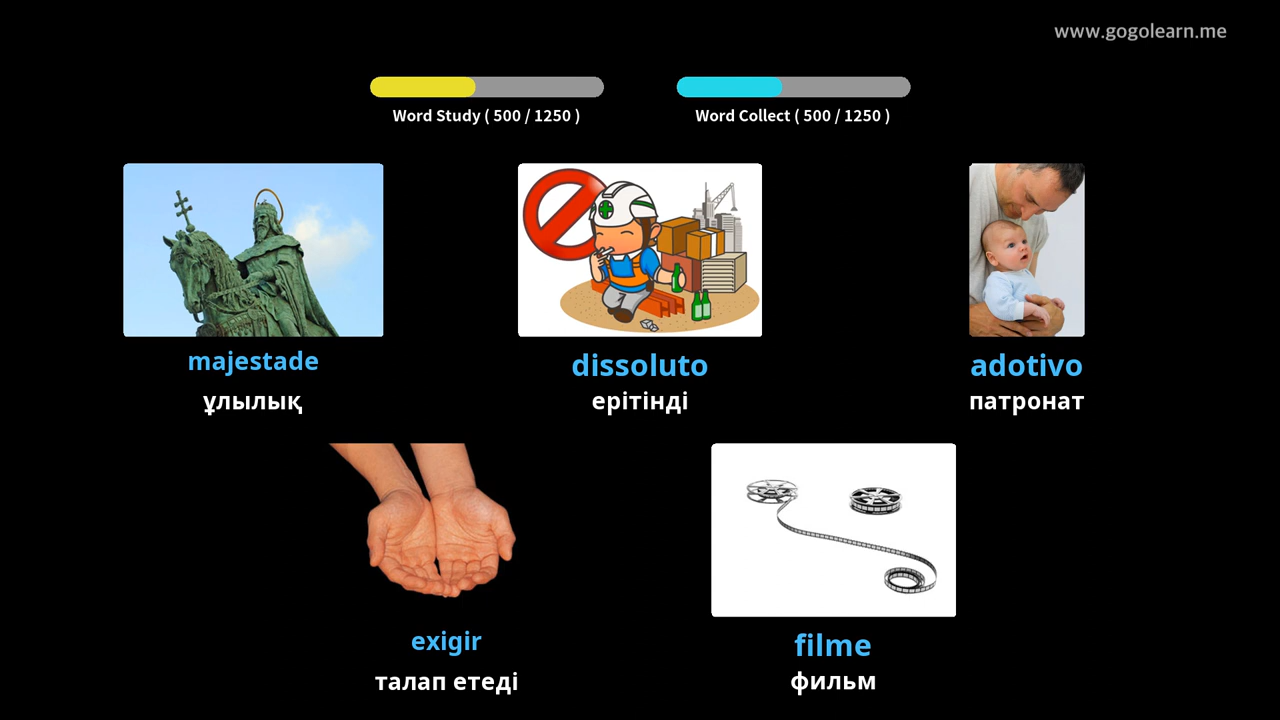 www.gogolearn.me
Word Study ( 500 / 1250 )
Word Collect ( 500 / 1250 )
majestade
ұлылық
dissoluto
ерітінді
adotivo
патронат
exigir
талап етеді
filme
фильм